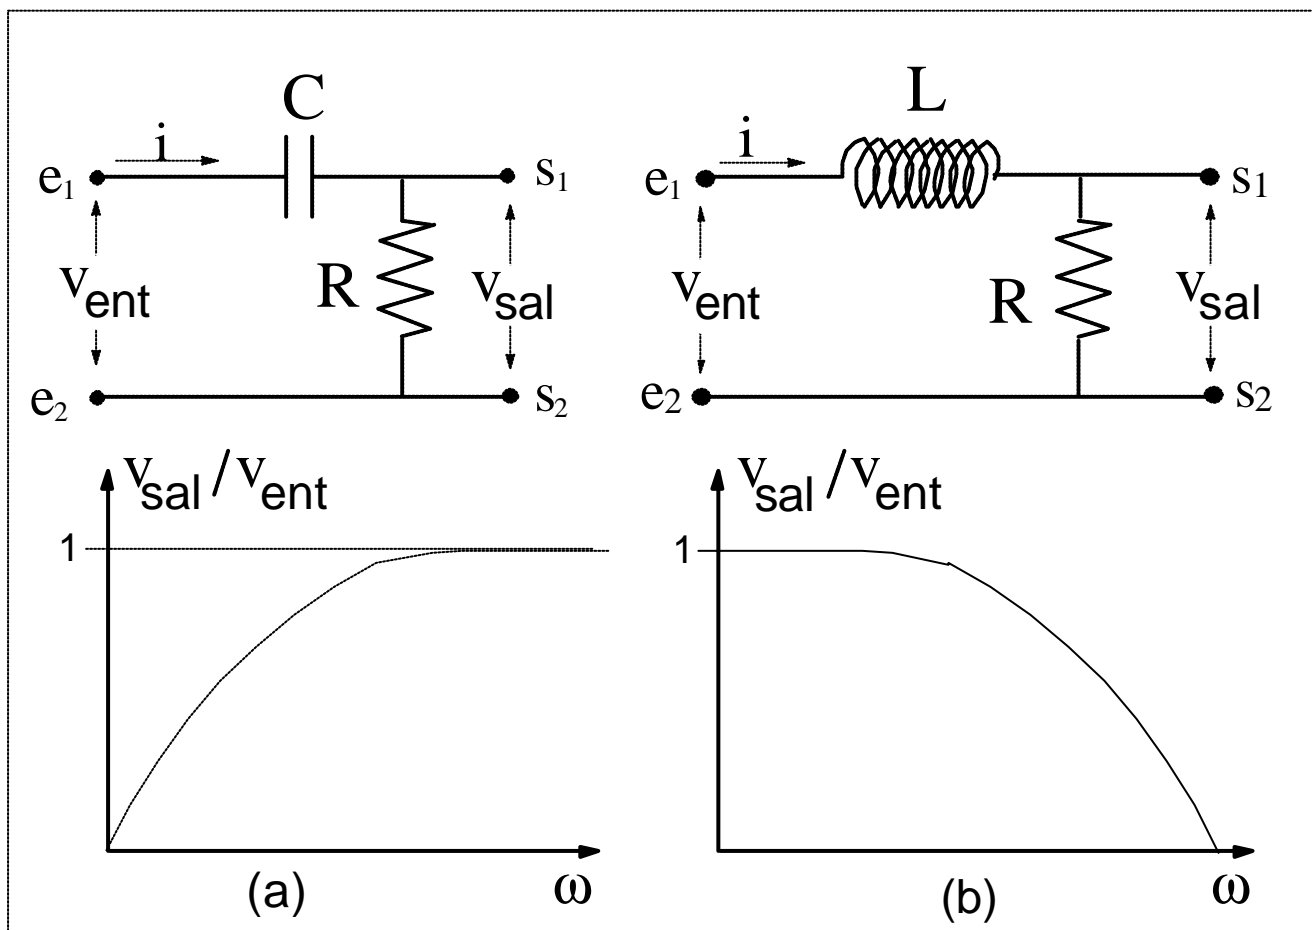 C
i
e1
s1
R
vent
vsal
e2
s2
L
i
e1
s1
R
vent
vsal
e2
s2
vsal / vent
1
ω
(a)
vsal / vent
1
ω
(b)